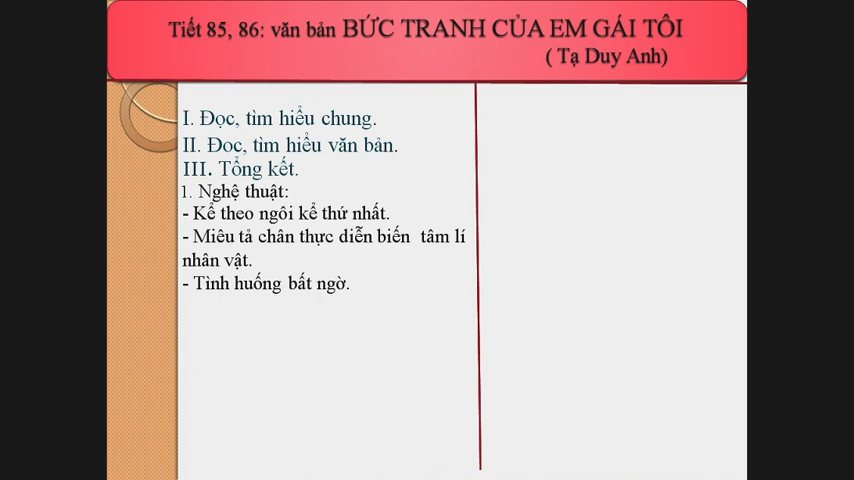 Tiết 85, 86: văn bản BỨC TRANH CỦA EM GÁI TÔI
( Tạ Duy Anh)
I. Đọc, tìm hiểu chung.
II. Đoc, tìm hiểu văn bản.
III. Tổng kết.
1. Nghệ thuật:
- Kể theo ngôi kể thứ nhất.
- Miêu tả chân thực diễn biến tâm lí
nhân vật.
- Tình huống bất ngờ.